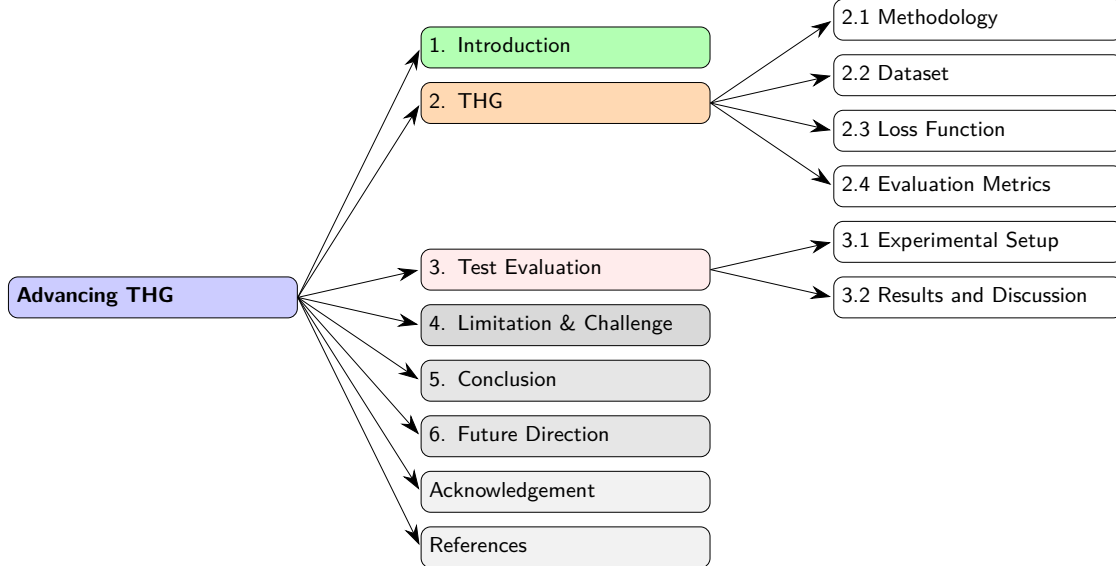 Advancing THG
1. Introduction
2. THG
2.1 Methodology
2.2 Dataset
2.3 Loss Function
2.4 Evaluation Metrics
3. Test Evaluation
3.1 Experimental Setup
3.2 Results and Discussion
4. Limitation & Challenge
5. Conclusion
6. Future Direction
Acknowledgement
References